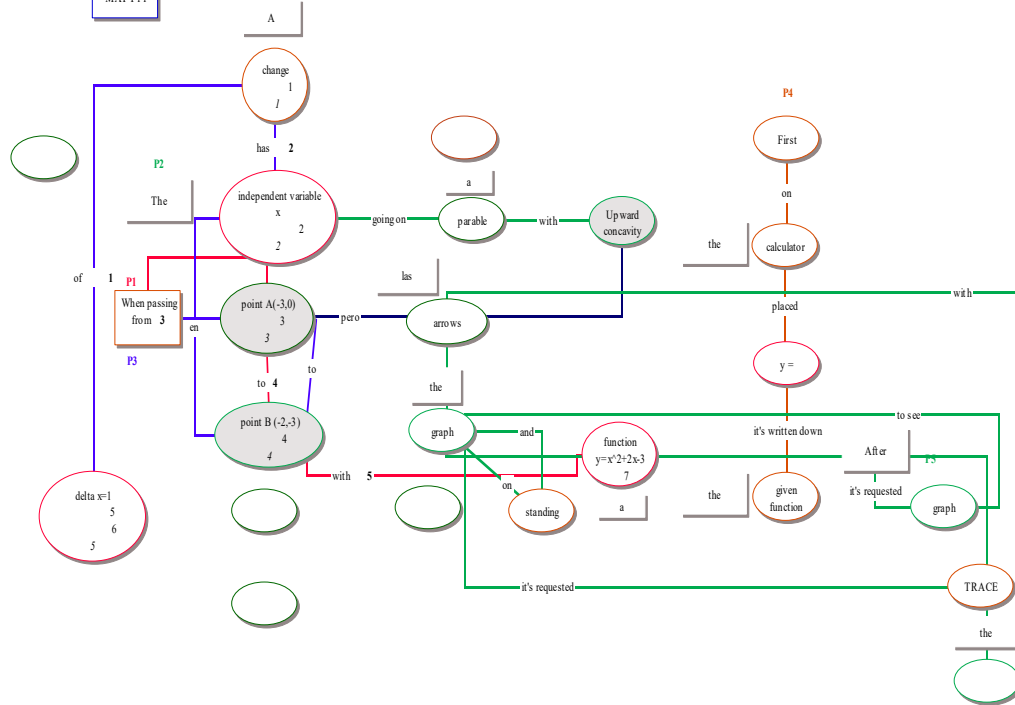 A
change
1
1
P4
First
has 2
P2
a
on
independent variable
x
2
2
The
going on
parable
with
Upward
concavity
the
calculator
of 1
P1
las
with
When passing
from 3
point A(-3,0)
3
3
pero
arrows
placed
en
P3
to
y =
to 4
the
to see
point B (-2,-3)
4
4
graph
and
function
y=x^2+2x-3
7
it's written down
After
P5
with 5
on
it's requested
delta x=1
5
6
5
standing
a
the
given
function
graph
it's requested
TRACE
the